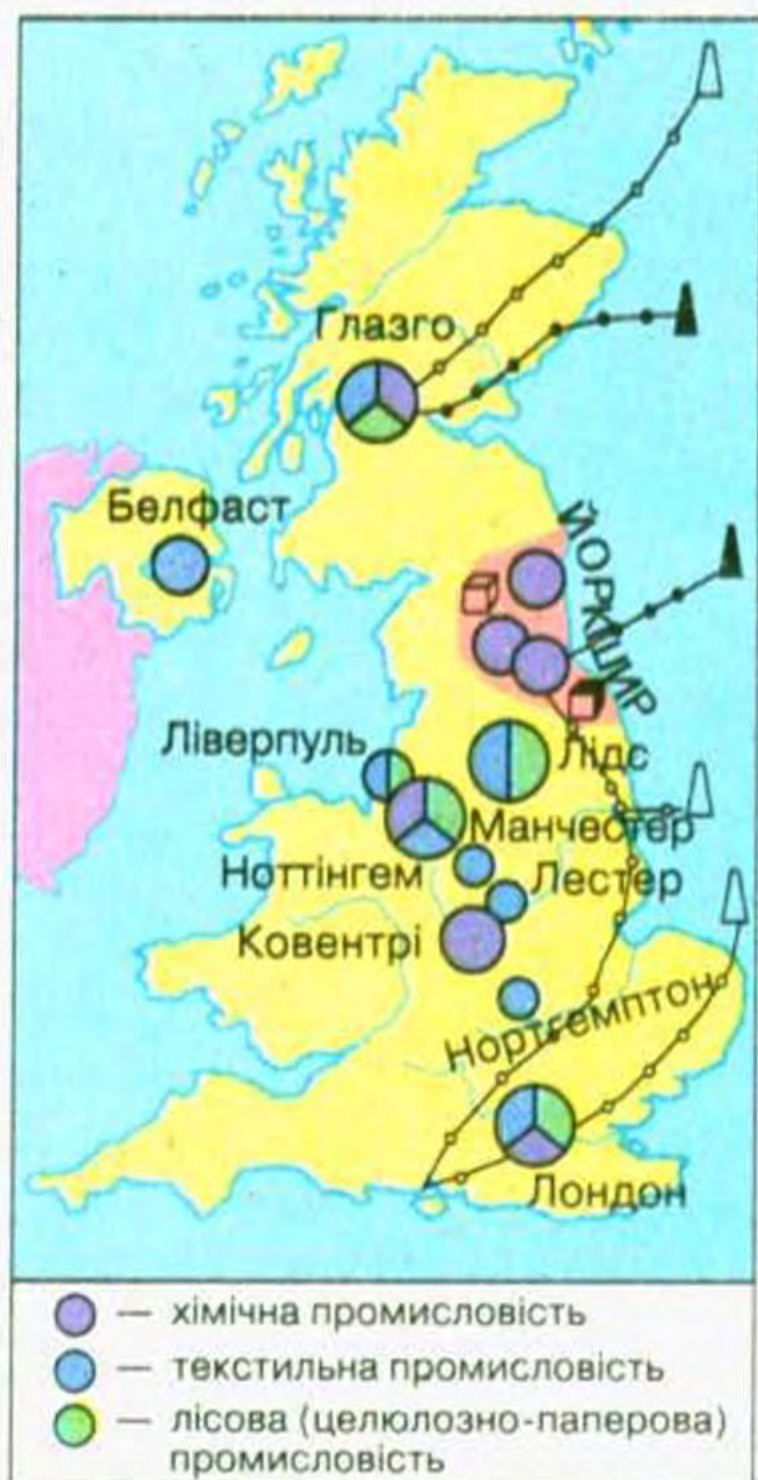 Глазго
Белфаст
ЙОРКШИР
Ліверпуль
Лідс
Манчестер
Ноттінгем
Лестер
Ковентрі
Нортгемптон
Лондон
— хімічна промисловість
— текстильна промисловість
— лісова (целюлозно-паперова)
промисловість